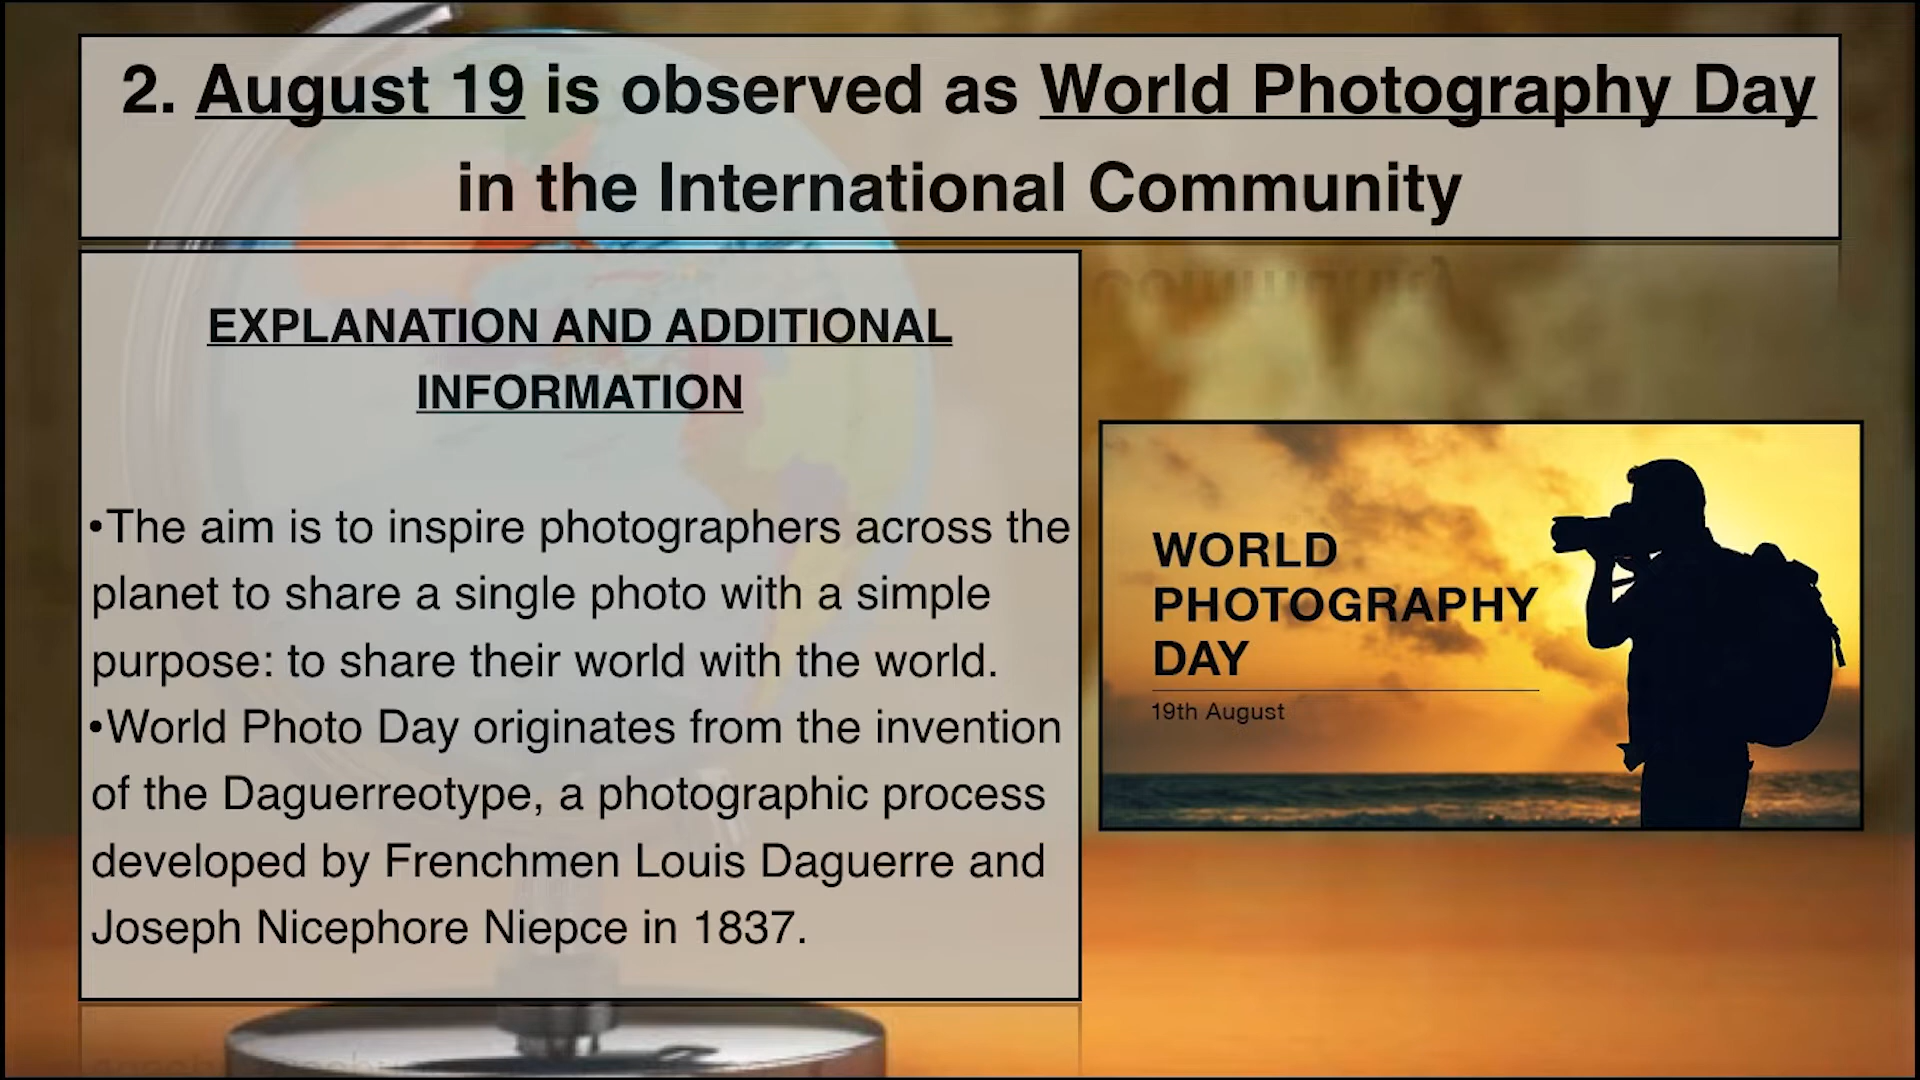 2. August 19 is observed as World Photography Day
in the International Community
EXPLANATION AND ADDITIONAL
INFORMATION
•The aim is to inspire photographers across the
planet to share a single photo with a simple
purpose: to share their world with the world.
•World Photo Day originates from the invention
of the Daguerreotype, a photographic process
developed by Frenchmen Louis Daguerre and
Joseph Nicephore Niepce in 1837.
WORLD
PHOTOGRAPHY
DAY
19th August